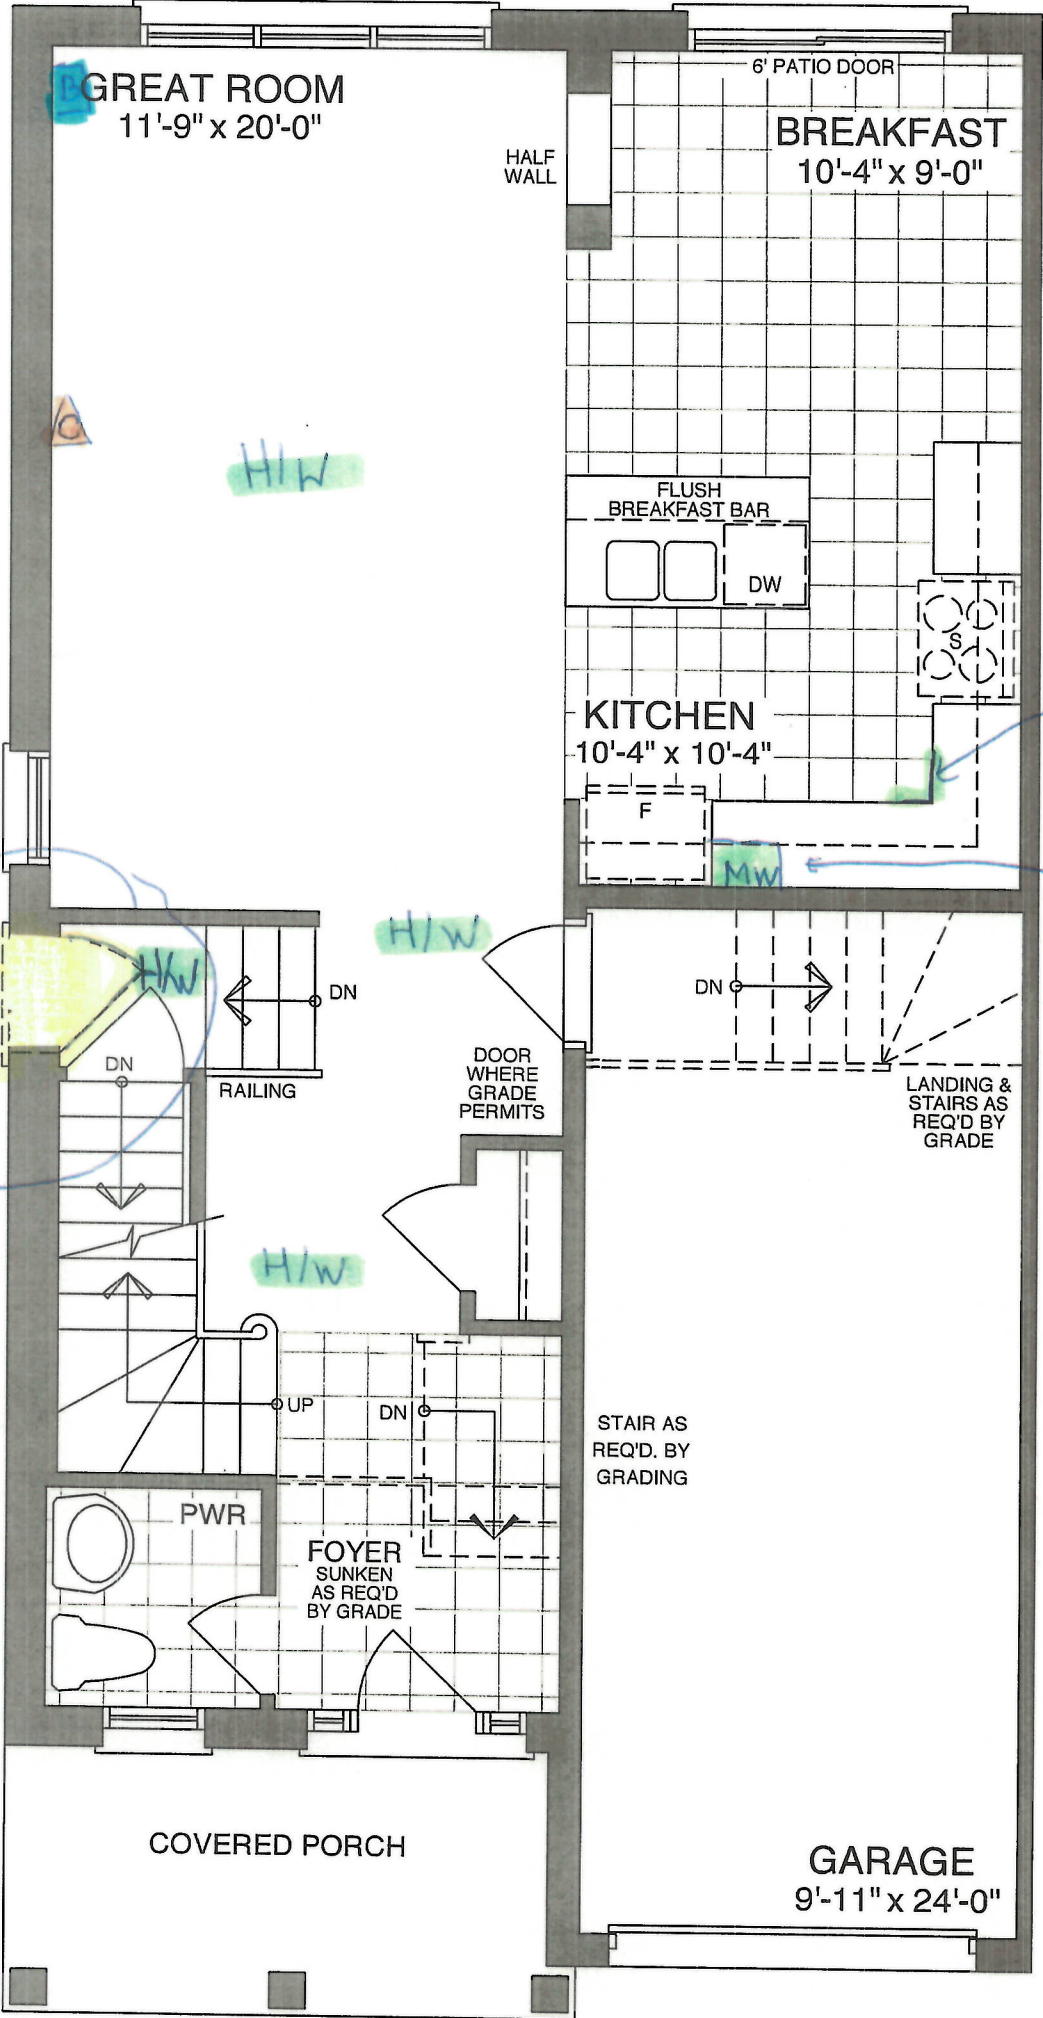 6' PATIO DOOR
B
GREAT ROOM
11'-9" x 20'-0"
BREAKFAST
10'-4" x 9'-0"
HALF
WALL
C
H/W
FLUSH
BREAKFAST BAR
DW
S
KITCHEN
10'-4" x 10'-4"
F
MW
H/W
H/W
DN
DN
DN
RAILING
DOOR
WHERE
GRADE
PERMITS
LANDING &
STAIRS AS
REQ'D BY
GRADE
H/W
UP
DN
STAIR AS
REQ'D. BY
GRADING
PWR
FOYER
SUNKEN
AS REQ'D
BY GRADE
COVERED PORCH
GARAGE
9'-11" x 24'-0"